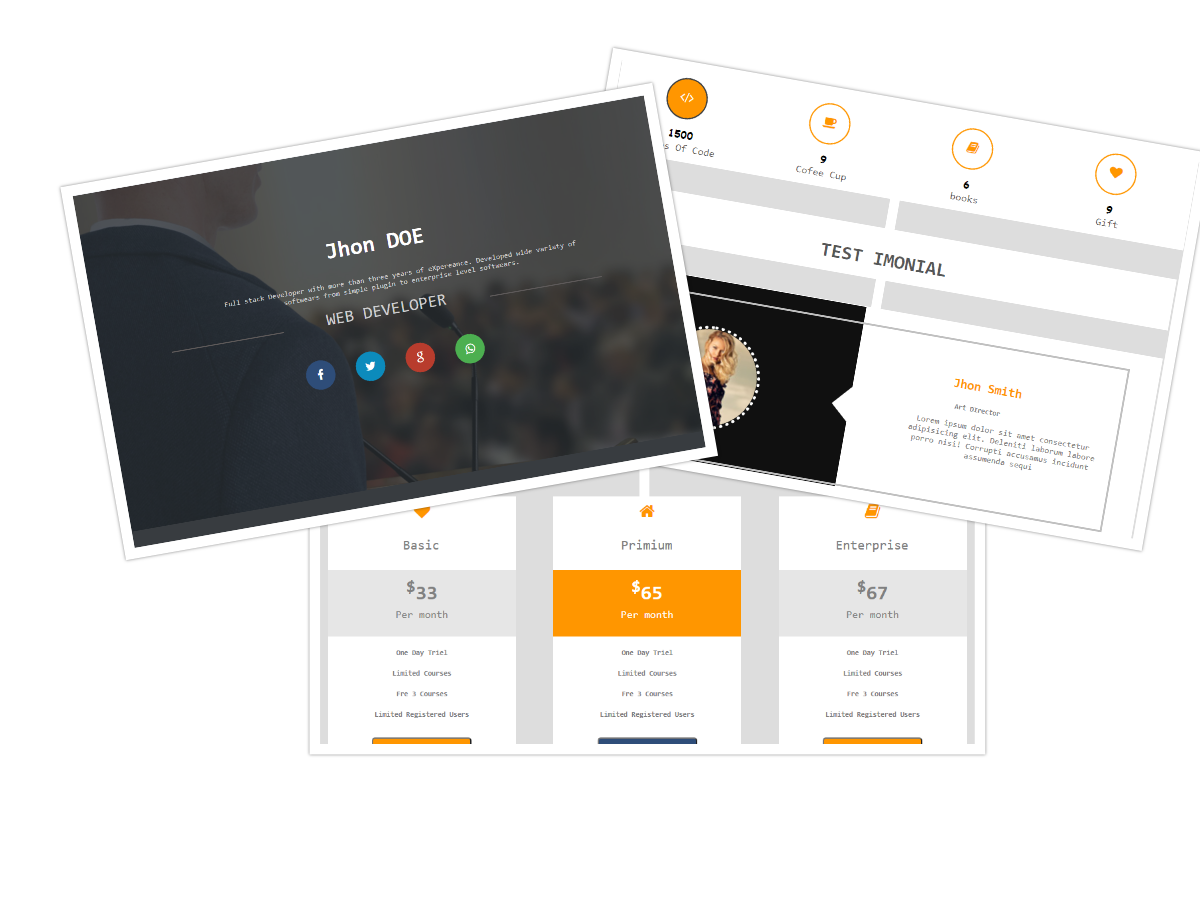 Jhon DOE
Full stack Developer with more than three years of eXpereance. Developed wide variety of
softwears from simple plugin to enterprise level softwears.
WEB DEVELOPER
1500
s Of Code
9
Cofee Cup
6
books
9
Gift
TEST IMONIAL
Jhon Smith
Art Director
Lorem ipsum dolor sit amet consectetur
adipisicing elit. Deleniti laborum labore
porro nisi! Corrupti accusamus incidunt
assumenda sequi
Basic
$33
Per month
One Day Triel
Limited Courses
Fre 3 Courses
Limited Registered Users
Primium
$65
Per month
One Day Triel
Limited Courses
Fre 3 Courses
Limited Registered Users
Enterprise
$67
Per month
One Day Triel
Limited Courses
Fre 3 Courses
Limited Registered Users